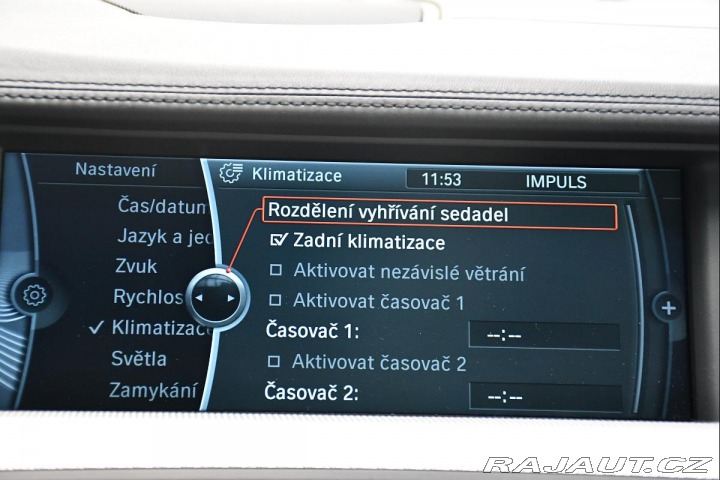 Nastavení
Čas/datum
Jazyk a jed
Zvuk
Rychlos
Klimatizac
Světla
Zamykání
Klimatizace
11:53
IMPULS
Rozdělení vyhřívání sedadel
Zadní klimatizace
Aktivovat nezávislé větrání
Aktivovat časovač 1
Časovač 1: --:--
Aktivovat časovač 2
Časovač 2: --:--
RAJAUT.CZ